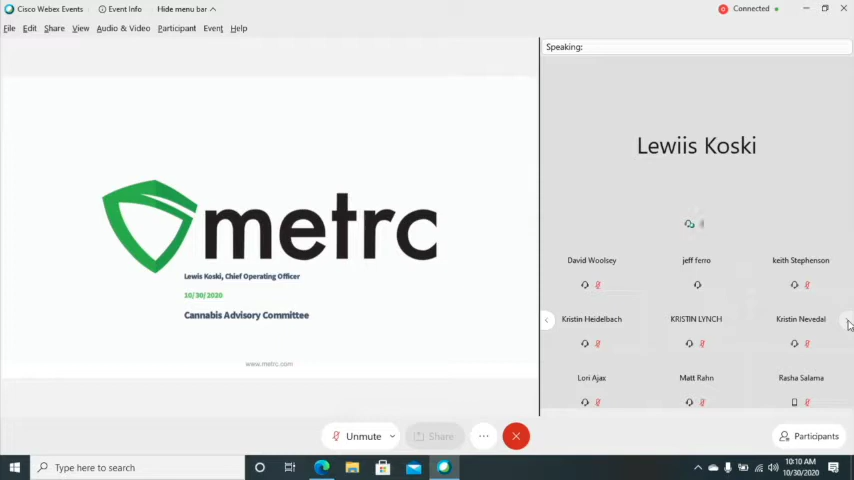 Cisco Webex Events
Event Info
Hide menu bar
Connected
File Edit Share View Audio & Video Participant Event Help
Speaking:
Lewiis Koski
metrc
Lewis Koski, Chief Operating Officer
10/30/2020
Cannabis Advisory Committee
www.metrc.com
David Woolsey
jeff ferro
keith Stephenson
Kristin Heidelbach
KRISTIN LYNCH
Kristin Nevedal
Lori Ajax
Matt Rahn
Rasha Salama
Unmute
Share
Participants
Type here to search
10:10 AM
10/30/2020